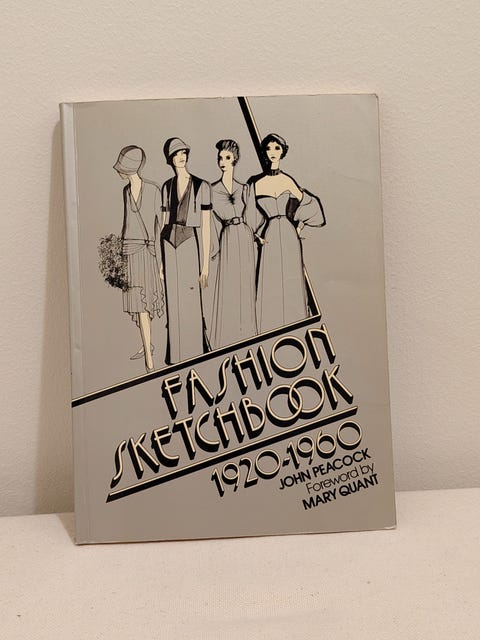 FASHION
SKETCHBOOK
1920-1960
JOHN PEACOCK
Foreword by
MARY QUANT